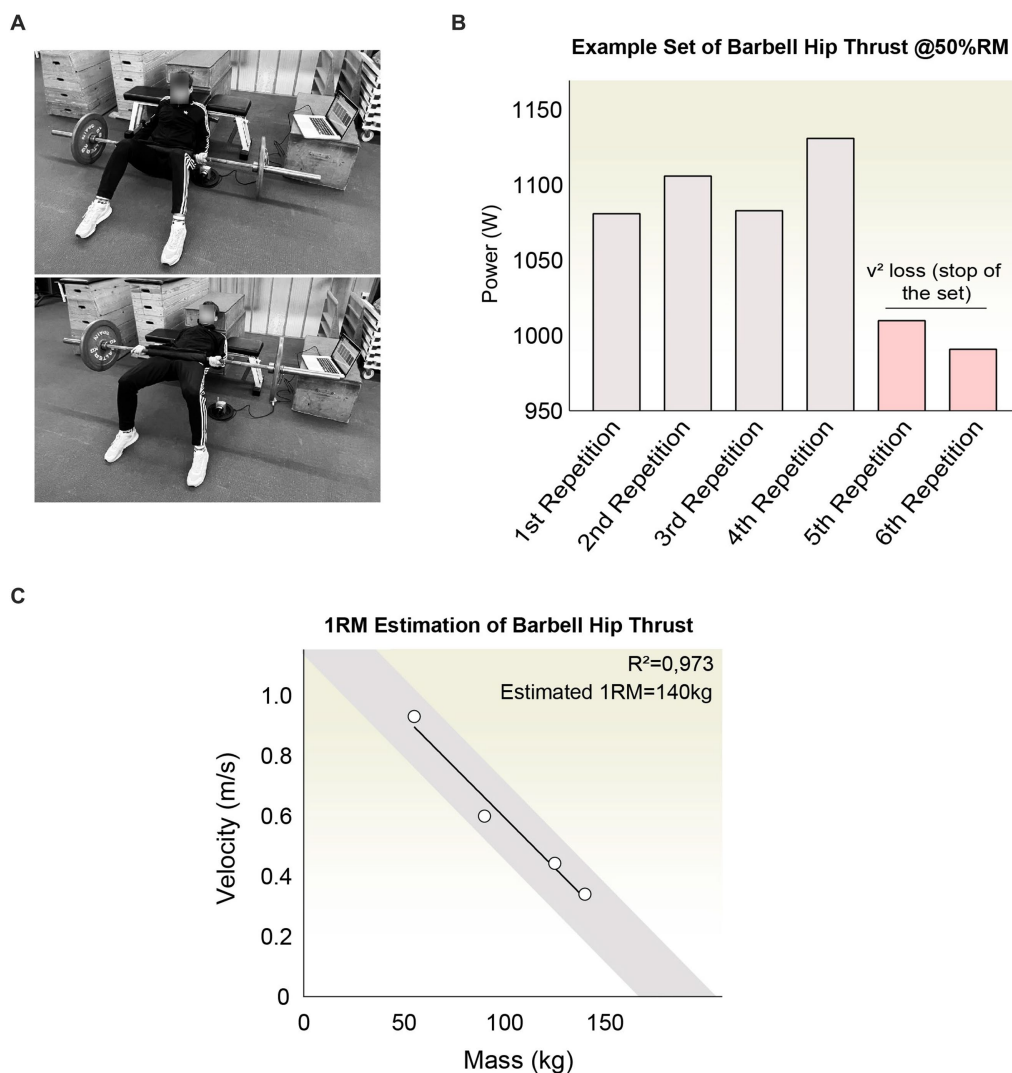 A
B
Example Set of Barbell Hip Thrust @50%RM
Power (W)
1150
1100
1050
1000
950
v² loss (stop of
the set)
1st Repetition
2nd Repetition
3rd Repetition
4th Repetition
5th Repetition
6th Repetition
C
1RM Estimation of Barbell Hip Thrust
R²=0,973
Estimated 1RM=140kg
Velocity (m/s)
1.0
0.8
0.6
0.4
0.2
0
0
50
100
150
Mass (kg)